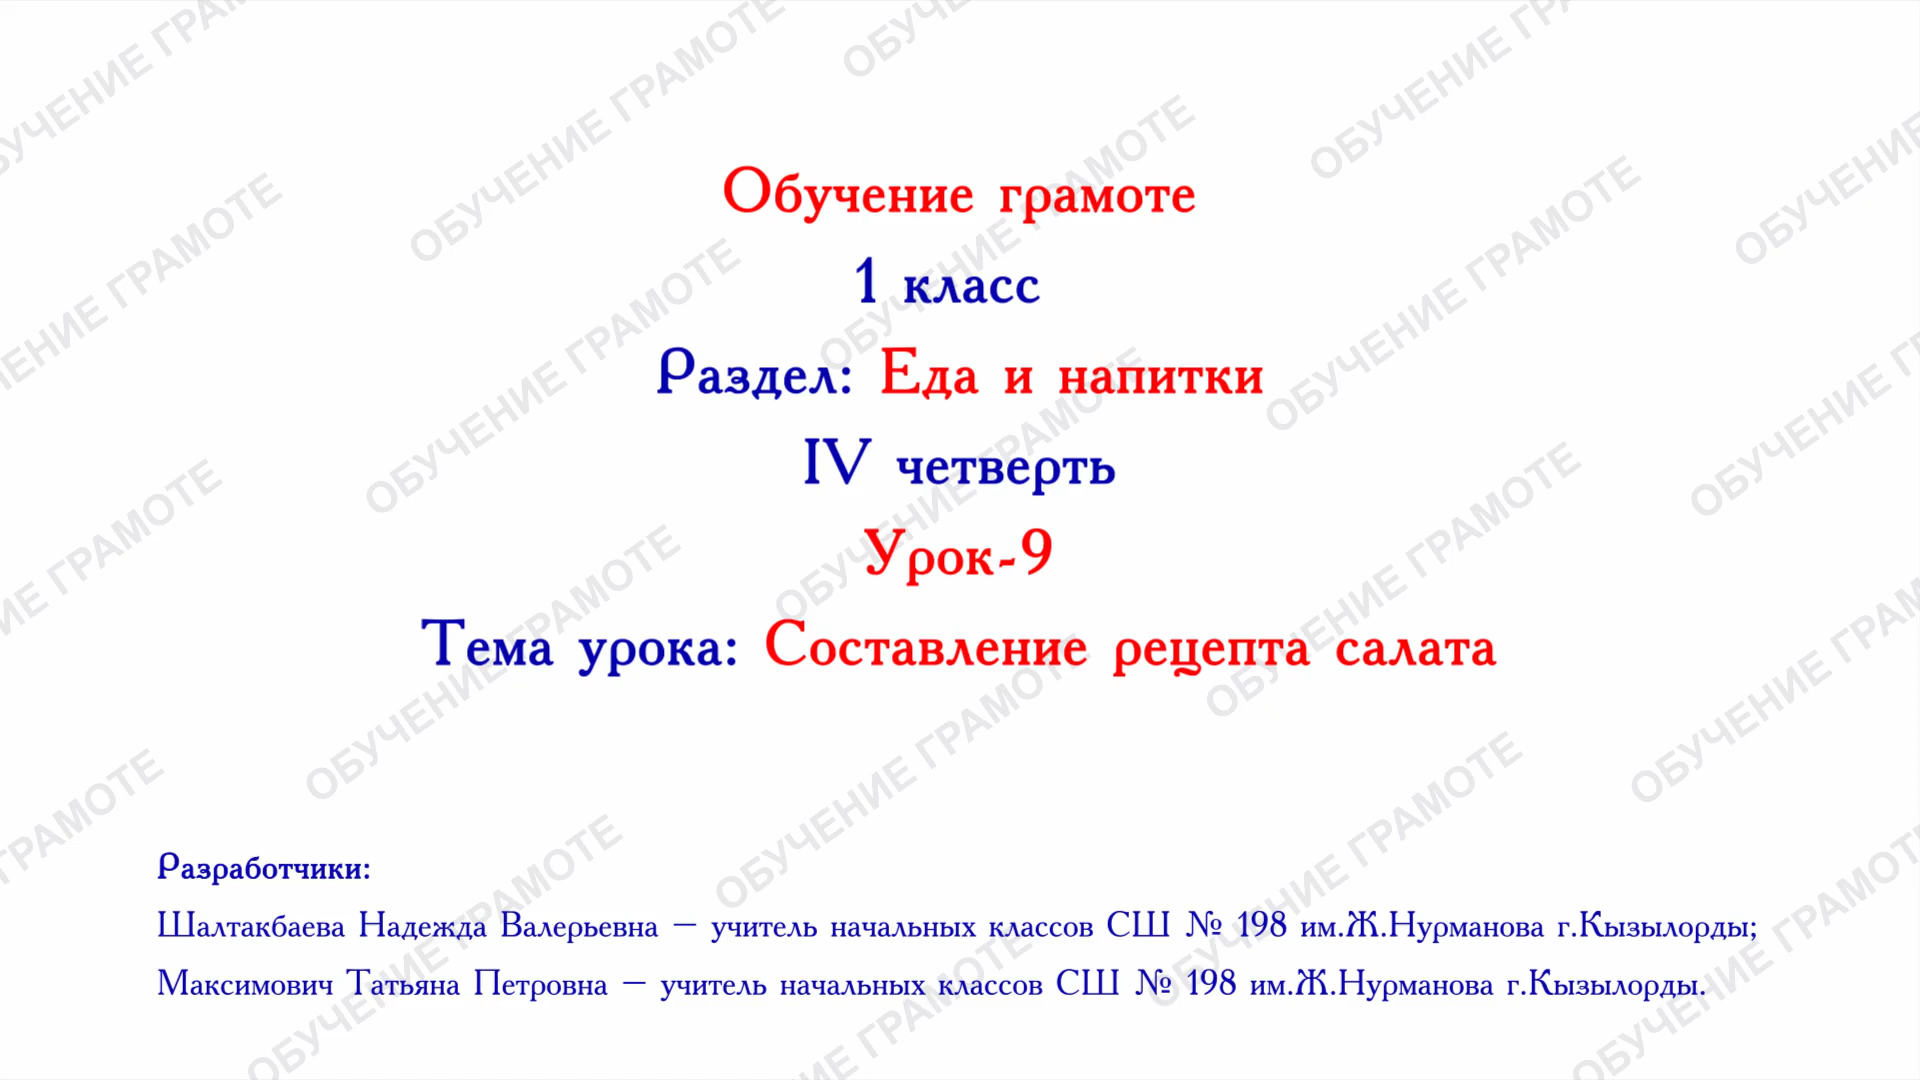 Обучение грамоте
1 класс
Раздел: Еда и напитки
IV четверть
Урок-9
Тема урока: Составление рецепта салата
Разработчики:
Шалтакбаева Надежда Валерьевна – учитель начальных классов СШ № 198 им.Ж.Нурманова г.Кызылорды;
Максимович Татьяна Петровна – учитель начальных классов СШ № 198 им.Ж.Нурманова г.Кызылорды.
ОБУЧЕНИЕ ГРАМОТЕ